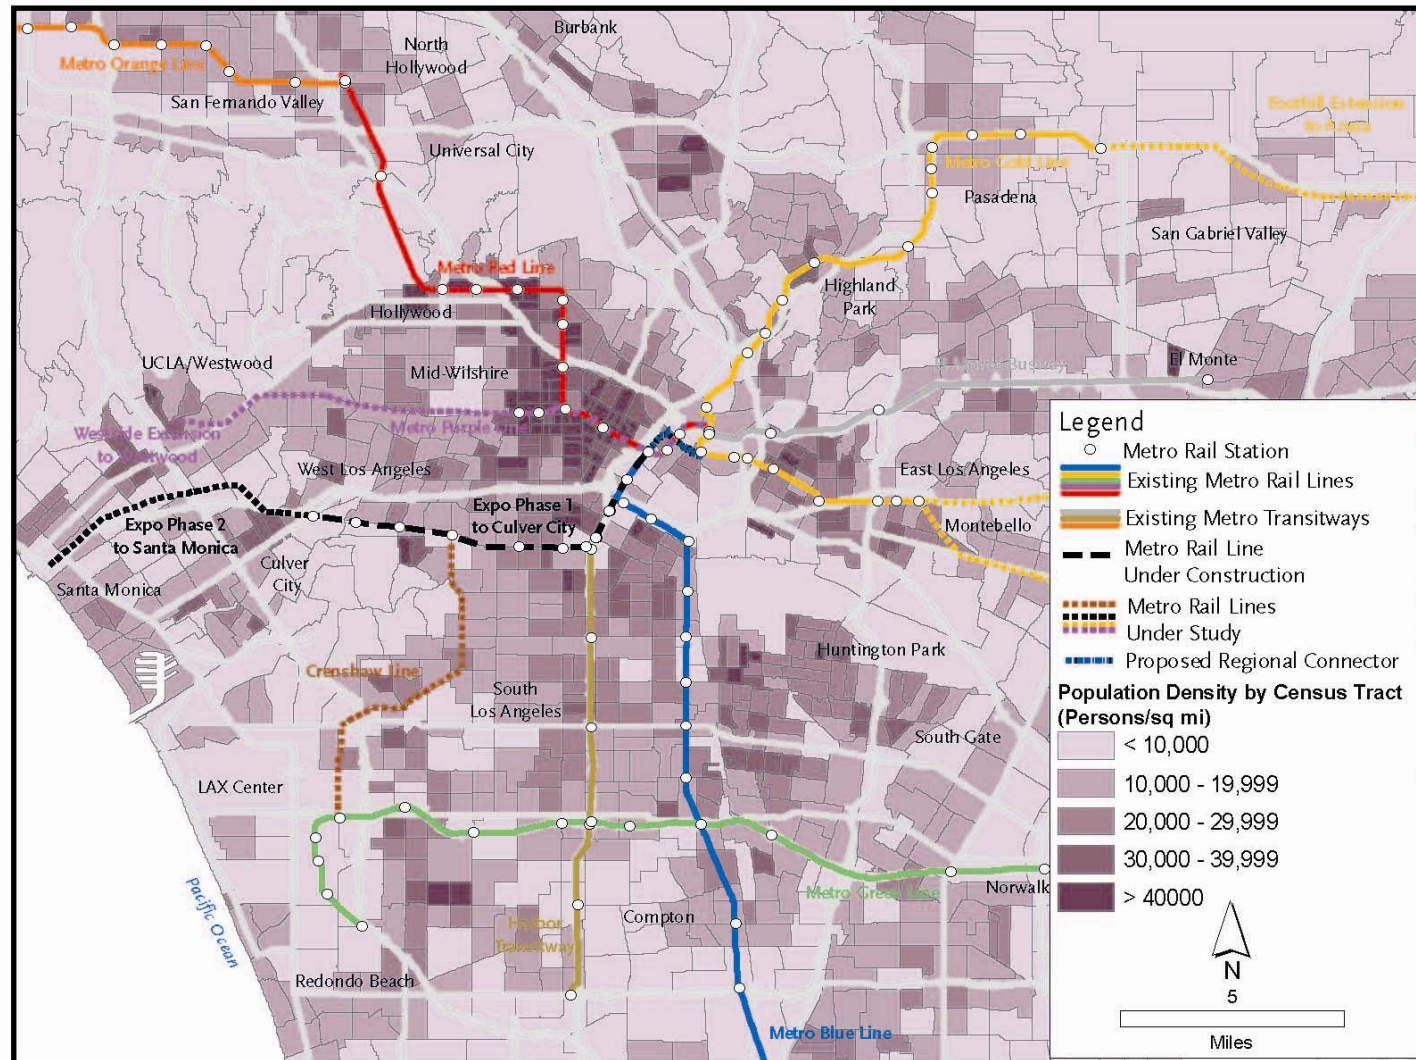 Burbank
North
Hollywood
Metro Orange Line
San Fernando Valley
Foothill Extension
to Azusa
Universal City
Metro Gold Line
Pasadena
San Gabriel Valley
Metro Red Line
Highland
Park
Hollywood
UCLA/Westwood
Mid-Wilshire
El Monte Busway
El Monte
Metro Purple Line
Westside Extension
to Westwood
West Los Angeles
East Los Angeles
Expo Phase 1
to Culver City
Expo Phase 2
to Santa Monica
Montebello
Culver
City
Santa Monica
Huntington Park
Crenshaw Line
South
Los Angeles
South Gate
LAX Center
Pacific Ocean
Metro Green Line
Norwalk
Compton
Harbor
Transitway
Redondo Beach
Metro Blue Line
Legend
Metro Rail Station
Existing Metro Rail Lines
Existing Metro Transitways
Metro Rail Line
Under Construction
Metro Rail Lines
Under Study
Proposed Regional Connector
Population Density by Census Tract
(Persons/sq mi)
< 10,000
10,000 - 19,999
20,000 - 29,999
30,000 - 39,999
> 40000
N
5
Miles